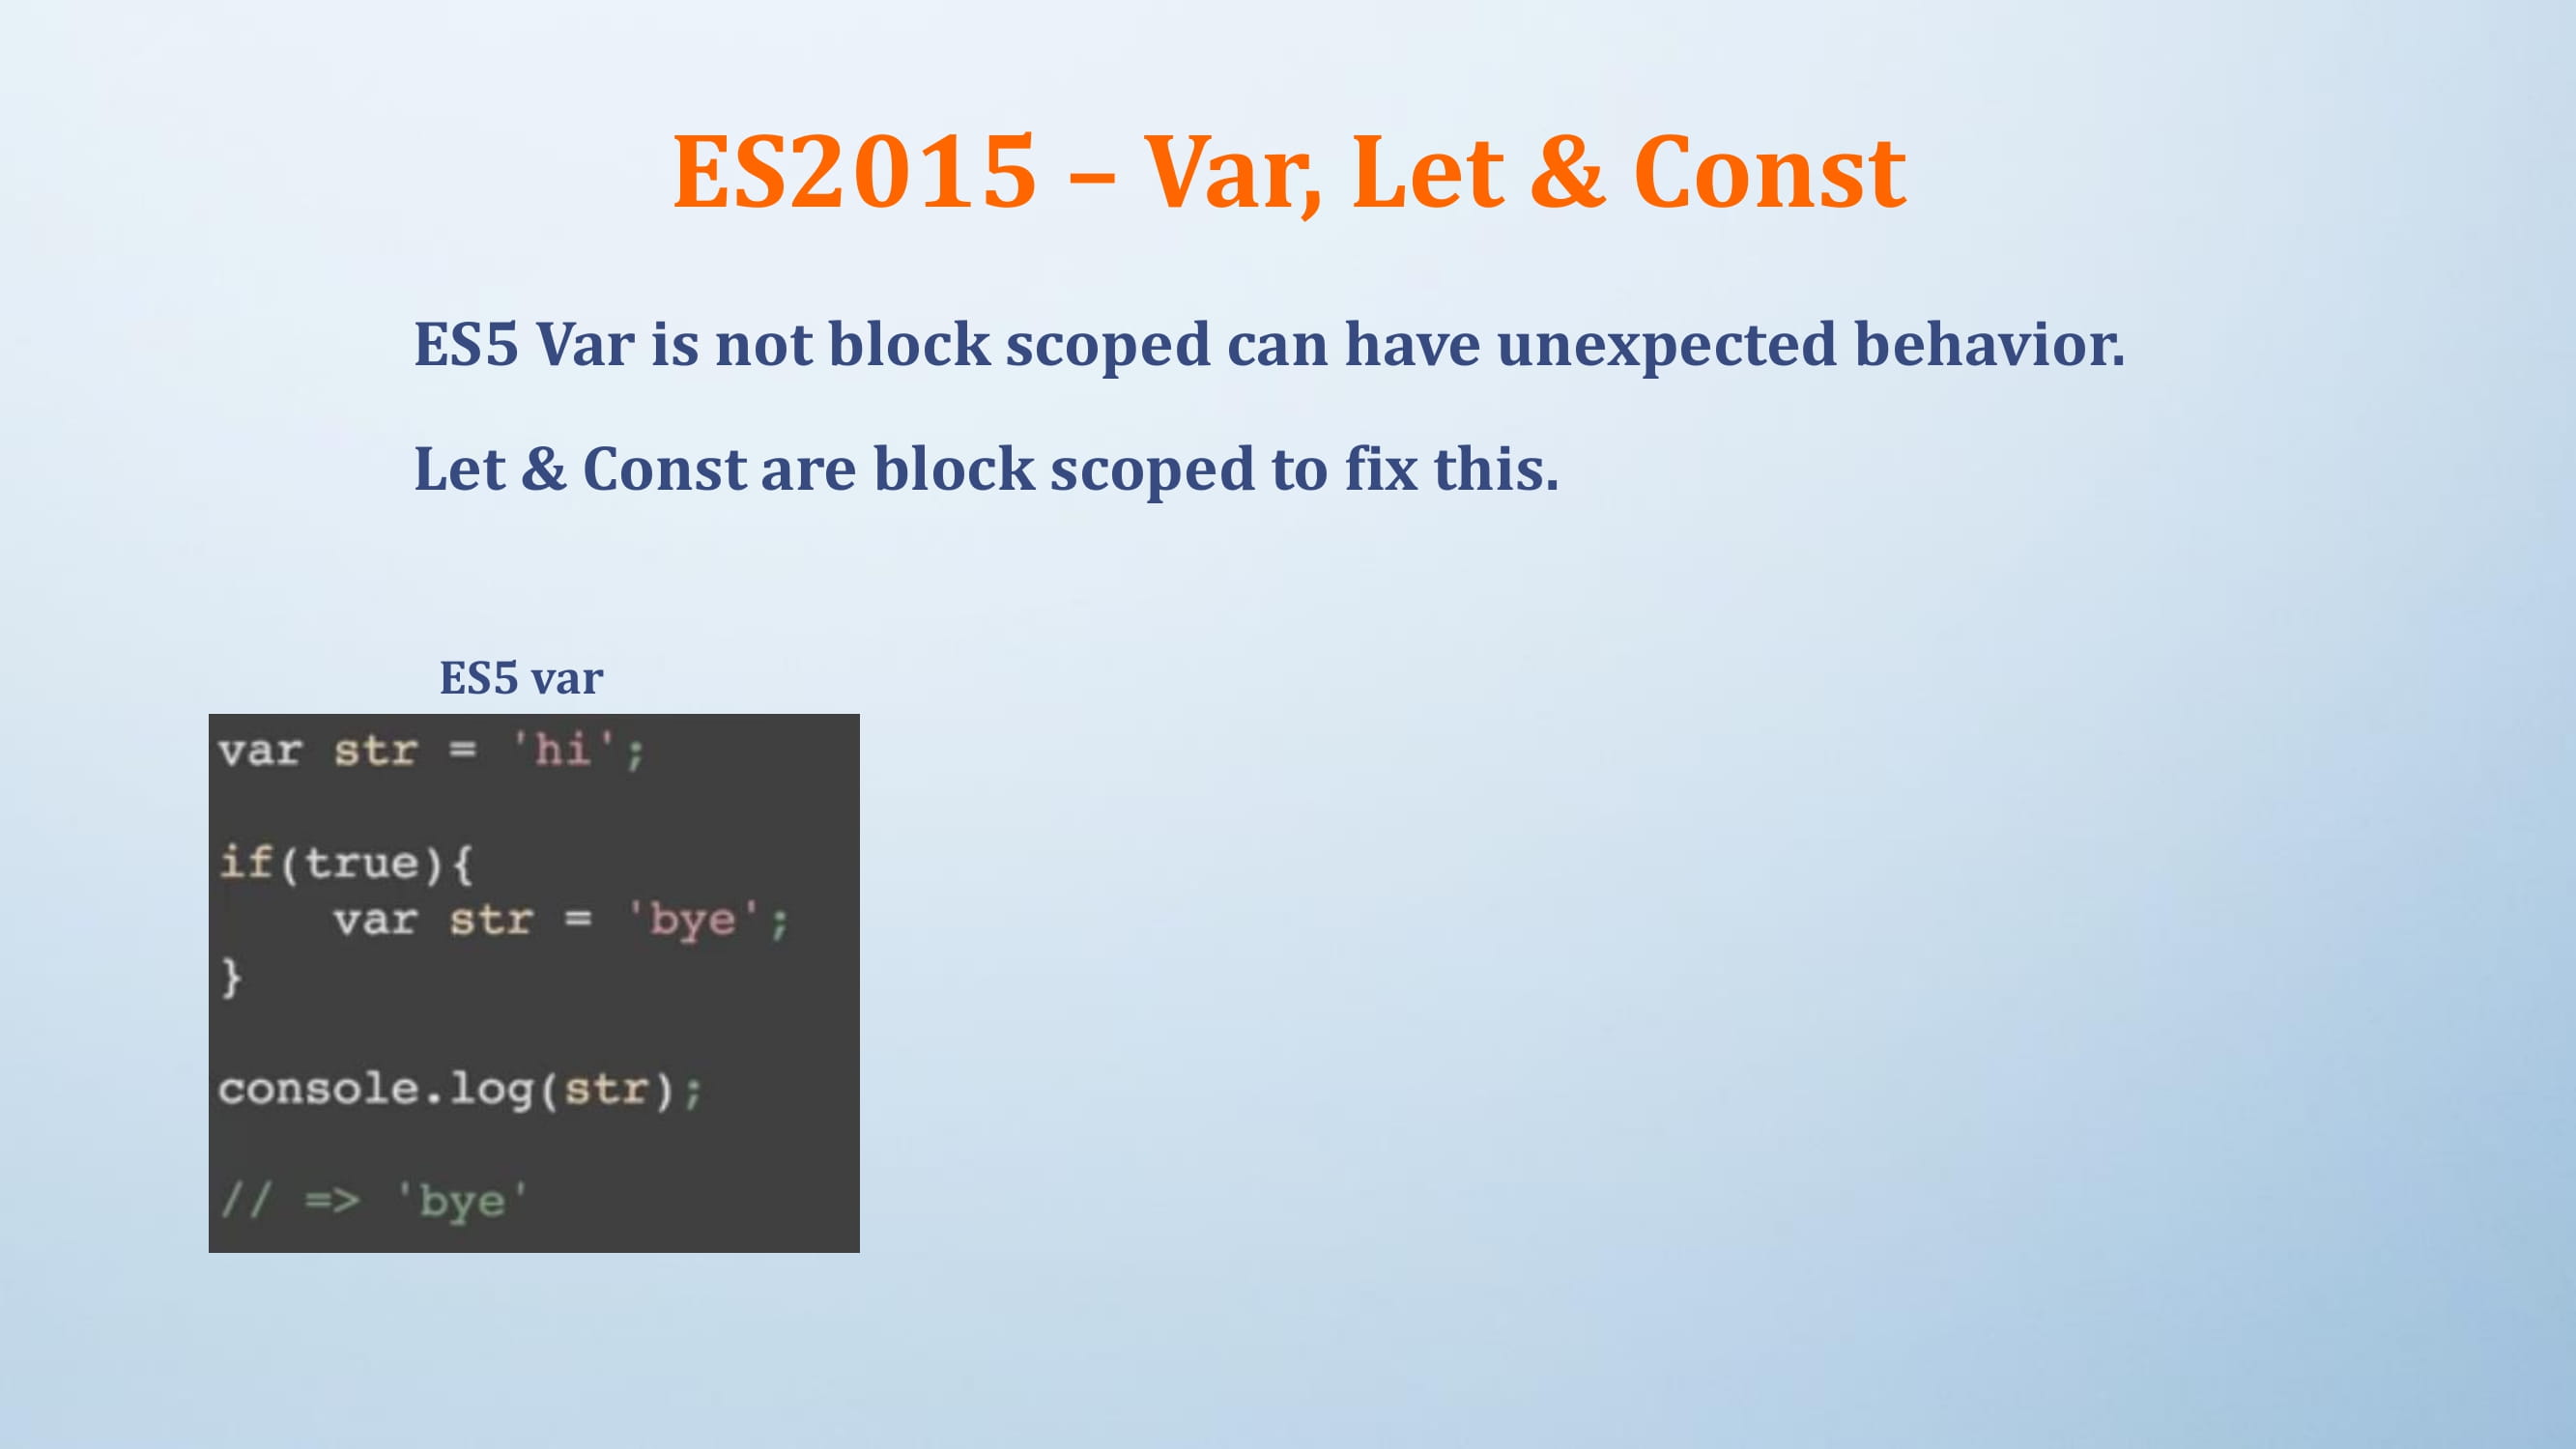 ES2015 – Var, Let & Const
ES5 Var is not block scoped can have unexpected behavior.
Let & Const are block scoped to fix this.
ES5 var
var str = 'hi';
if(true){
    var str = 'bye';
}
console.log(str);
// => 'bye'